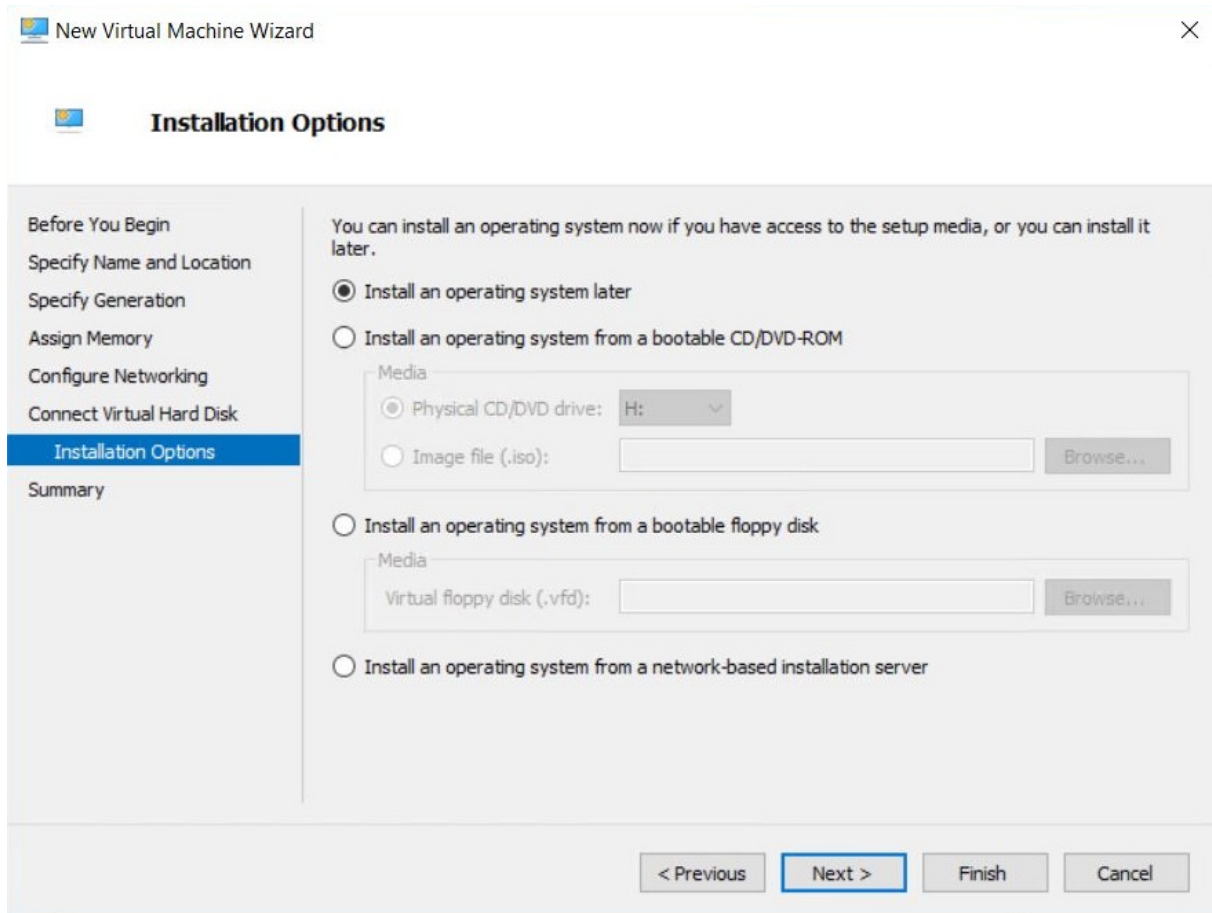 New Virtual Machine Wizard
Installation Options
Before You Begin
Specify Name and Location
Specify Generation
Assign Memory
Configure Networking
Connect Virtual Hard Disk
Installation Options
Summary
You can install an operating system now if you have access to the setup media, or you can install it
later.
Install an operating system later
Install an operating system from a bootable CD/DVD-ROM
Media
Physical CD/DVD drive: H:
Image file (.iso): Browse...
Install an operating system from a bootable floppy disk
Media
Virtual floppy disk (.vfd): Browse...
Install an operating system from a network-based installation server
< Previous Next > Finish Cancel